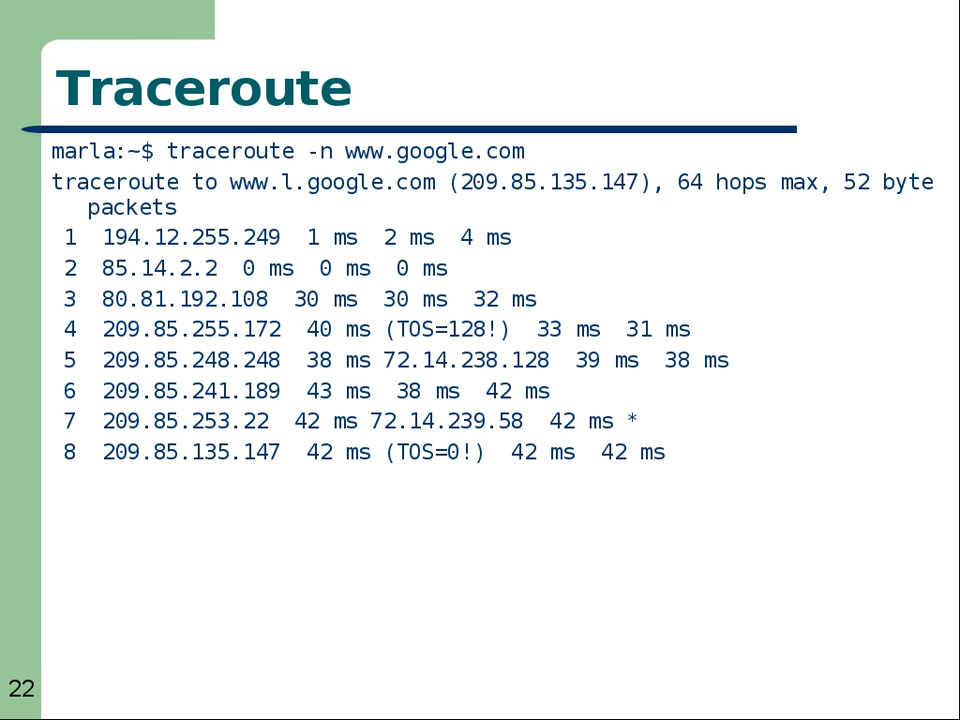 Traceroute
marla:~$ traceroute -n www.google.com
traceroute to www.l.google.com (209.85.135.147), 64 hops max, 52 byte
packets
1  194.12.255.249  1 ms  2 ms  4 ms
2  85.14.2.2  0 ms  0 ms  0 ms
3  80.81.192.108  30 ms  30 ms  32 ms
4  209.85.255.172  40 ms (TOS=128!)  33 ms  31 ms
5  209.85.248.248  38 ms 72.14.238.128  39 ms  38 ms
6  209.85.241.189  43 ms  38 ms  42 ms
7  209.85.253.22  42 ms 72.14.239.58  42 ms *
8  209.85.135.147  42 ms (TOS=0!)  42 ms  42 ms
22